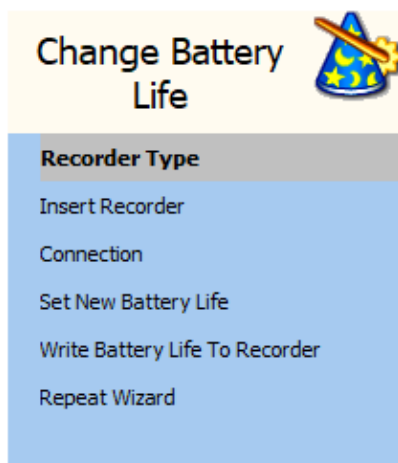 Change Battery
Life
Recorder Type
Insert Recorder
Connection
Set New Battery Life
Write Battery Life To Recorder
Repeat Wizard